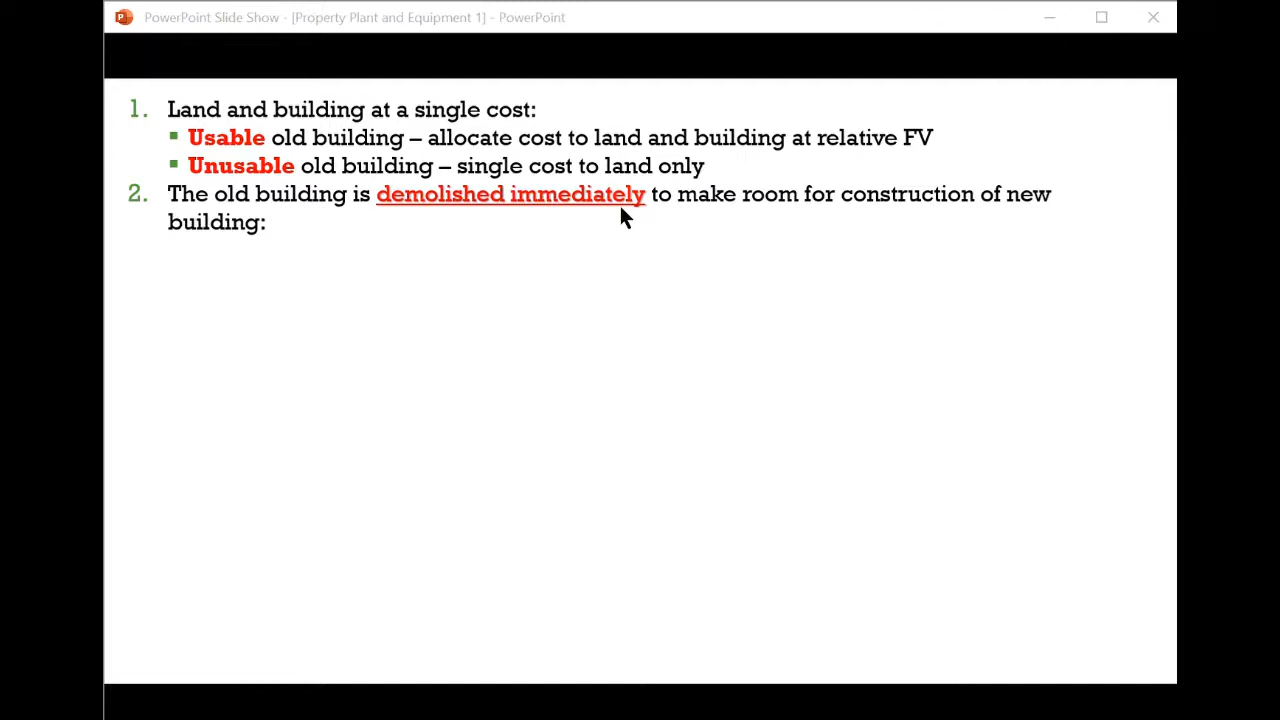 PowerPoint Slide Show - [Property Plant and Equipment 1] - PowerPoint
1. Land and building at a single cost:
▪ Usable old building – allocate cost to land and building at relative FV
▪ Unusable old building – single cost to land only
2. The old building is demolished immediately to make room for construction of new
building: